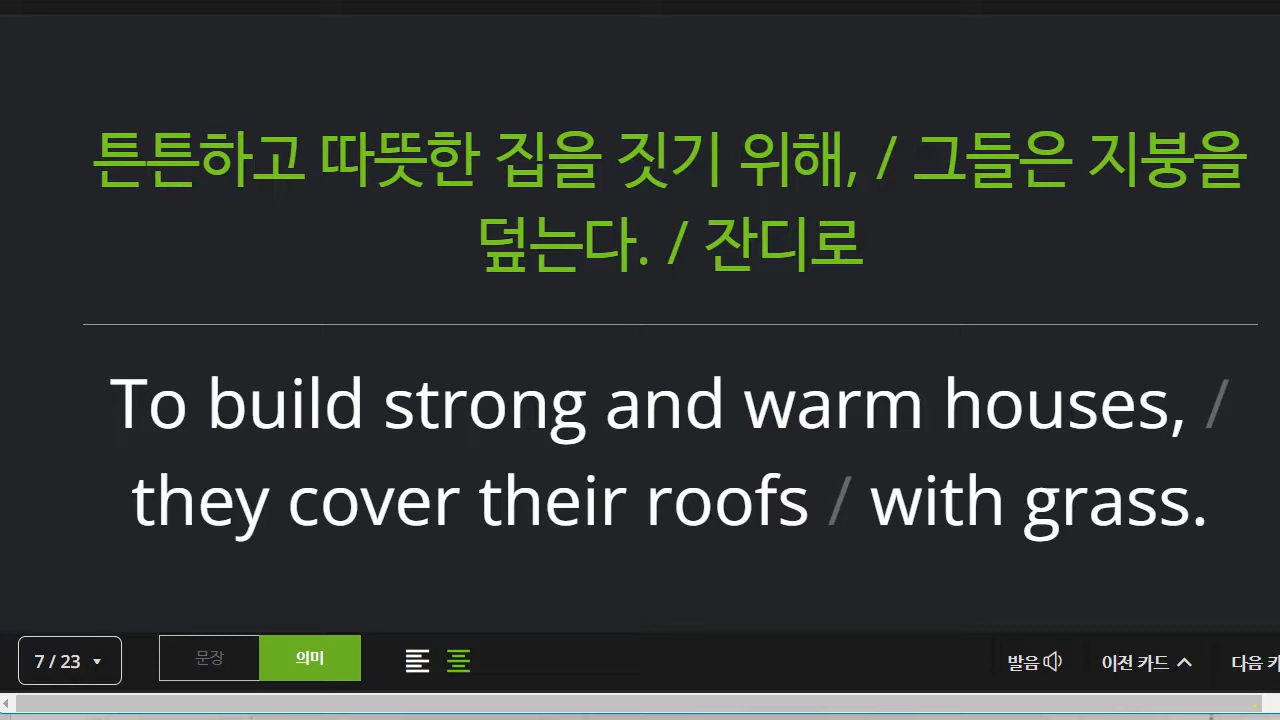 튼튼하고 따뜻한 집을 짓기 위해, / 그들은 지붕을
덮는다. / 잔디로
To build strong and warm houses, /
they cover their roofs / with grass.
7 / 23 문장 의미 발음 이전 카드 다음